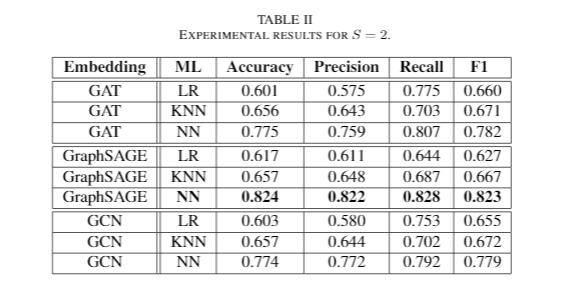 TABLE II
EXPERIMENTAL RESULTS FOR S = 2.
Embedding ML Accuracy Precision Recall F1
GAT LR 0.601 0.575 0.775 0.660
GAT KNN 0.656 0.643 0.703 0.671
GAT NN 0.775 0.759 0.807 0.782
GraphSAGE LR 0.617 0.611 0.644 0.627
GraphSAGE KNN 0.657 0.648 0.687 0.667
GraphSAGE NN 0.824 0.822 0.828 0.823
GCN LR 0.603 0.580 0.753 0.655
GCN KNN 0.657 0.644 0.702 0.672
GCN NN 0.774 0.772 0.792 0.779